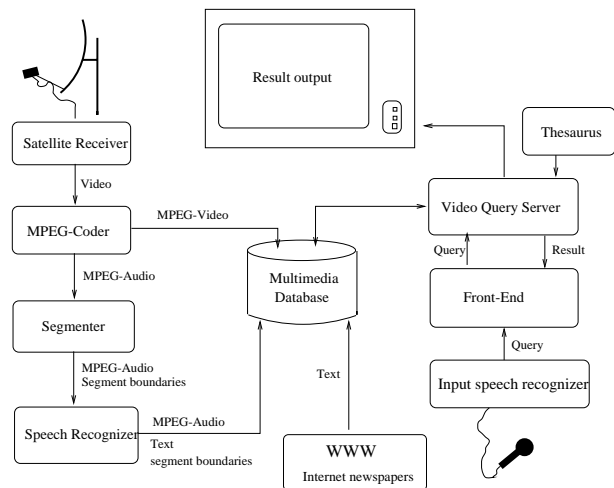 Result output
Satellite Receiver
Thesaurus
Video
MPEG-Coder
MPEG-Video
Video Query Server
MPEG-Audio
Multimedia
Database
Query
Result
Segmenter
Front-End
MPEG-Audio
Segment boundaries
Text
Query
Input speech recognizer
Speech Recognizer
MPEG-Audio
Text
segment boundaries
WWW
Internet newspapers